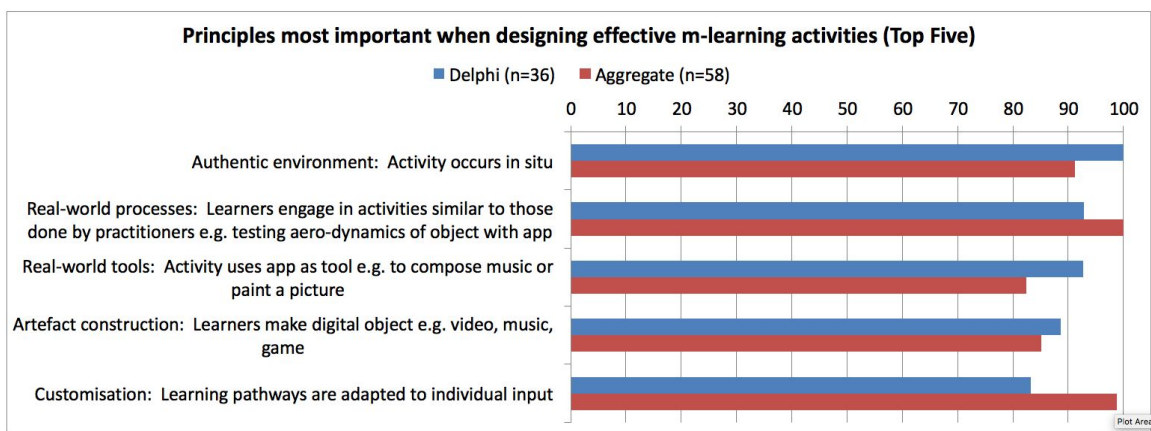 Principles most important when designing effective m-learning activities (Top Five)
Delphi (n=36) Aggregate (n=58)
0 10 20 30 40 50 60 70 80 90 100
Authentic environment: Activity occurs in situ
Real-world processes: Learners engage in activities similar to those
done by practitioners e.g. testing aero-dynamics of object with app
Real-world tools: Activity uses app as tool e.g. to compose music or
paint a picture
Artefact construction: Learners make digital object e.g. video, music,
game
Customisation: Learning pathways are adapted to individual input
Plot Area